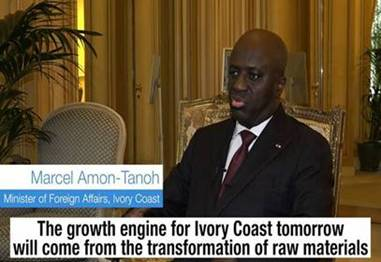 Marcel Amon-Tanoh
Minister of Foreign Affairs, Ivory Coast
The growth engine for Ivory Coast tomorrow
will come from the transformation of raw materials